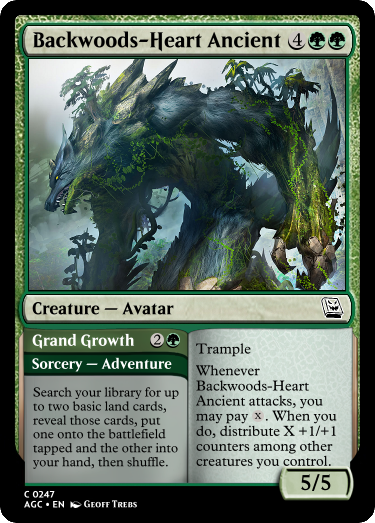 Backwoods-Heart Ancient 4
Creature — Avatar
Grand Growth 2
Sorcery — Adventure
Search your library for up
to two basic land cards,
reveal those cards, put
one onto the battlefield
tapped and the other into
your hand, then shuffle.
Trample
Whenever
Backwoods-Heart
Ancient attacks, you
may pay X. When you
do, distribute X +1/+1
counters among other
creatures you control.
5/5
C 0247
AGC • EN Geoff Trebs